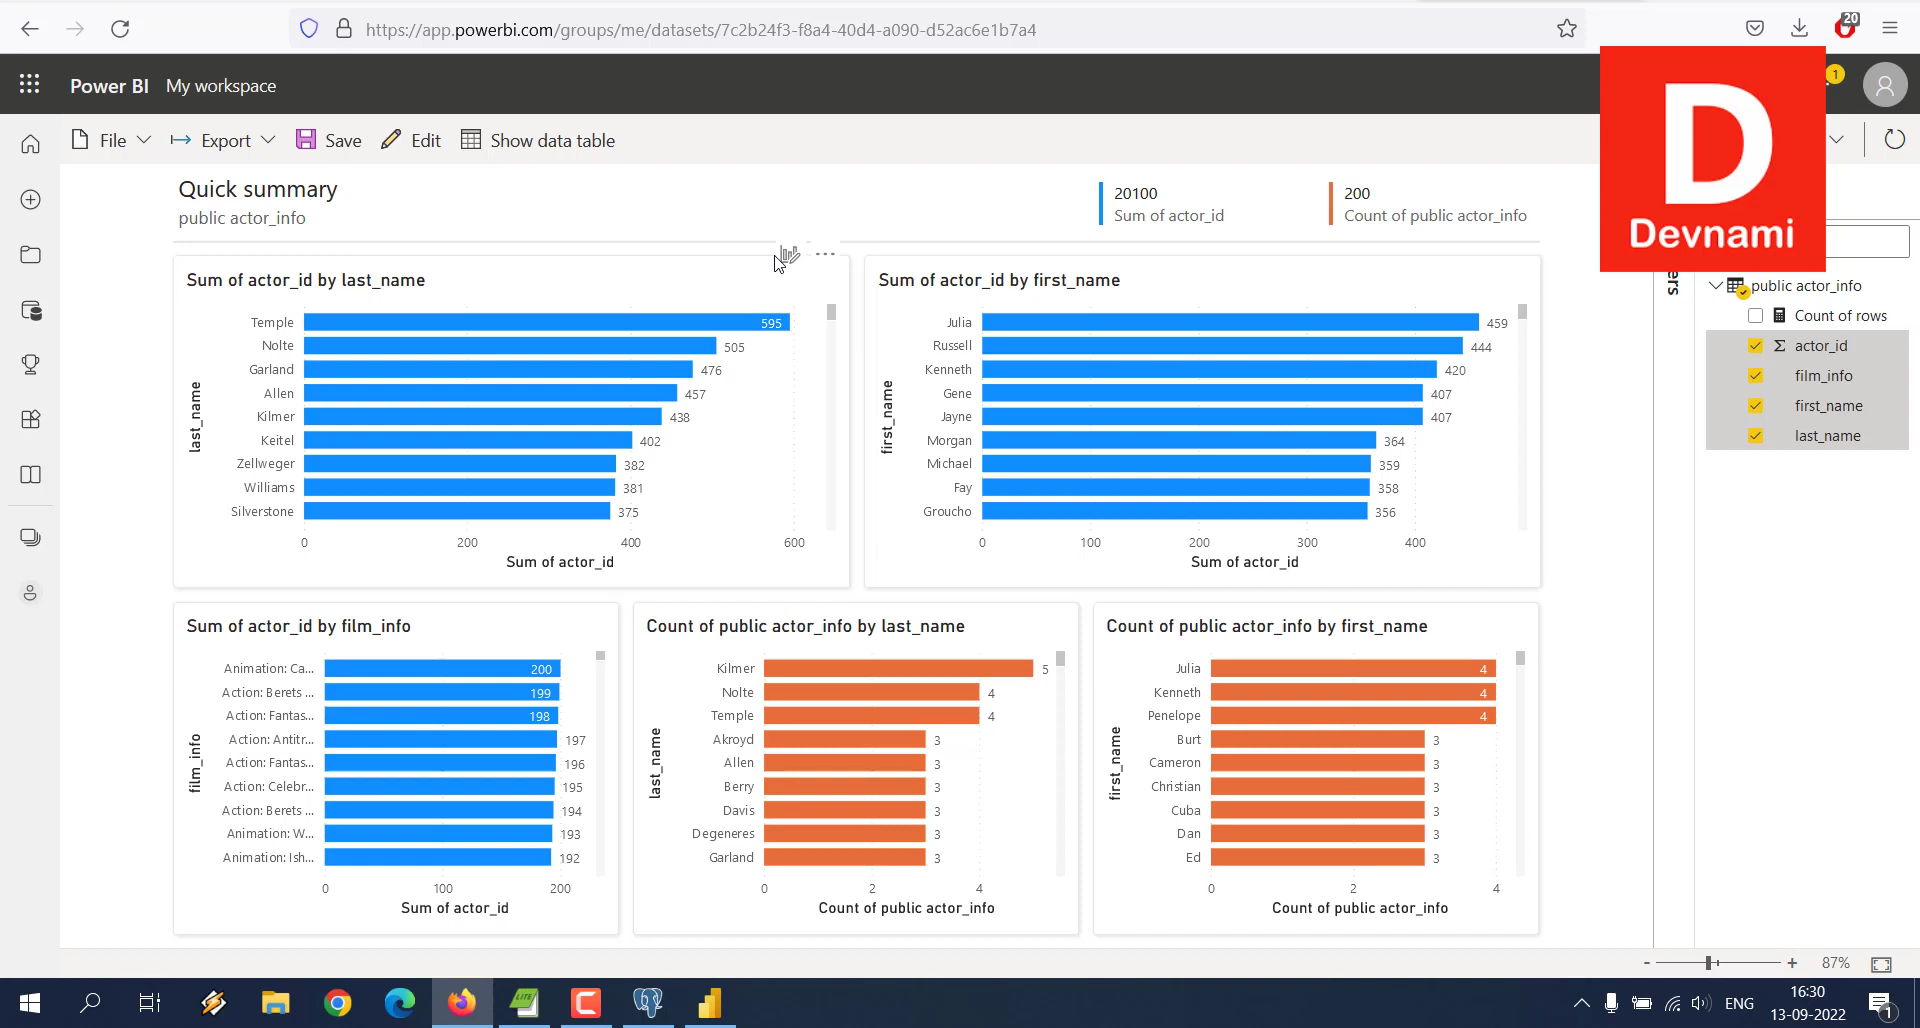 https://app.powerbi.com/groups/me/datasets/7c2b24f3-f8a4-40d4-a090-d52ac6e1b7a4
20
Power BI My workspace
1
File Export Save Edit Show data table
D
Devnami
Quick summary
public actor_info
20100
Sum of actor_id
200
Count of public actor_info
Sum of actor_id by last_name
last_name
Temple 595
Nolte 505
Garland 476
Allen 457
Kilmer 438
Keitel 402
Zellweger 382
Williams 381
Silverstone 375
0 200 400 600
Sum of actor_id
Sum of actor_id by first_name
first_name
Julia 459
Russell 444
Kenneth 420
Gene 407
Jayne 407
Morgan 364
Michael 359
Fay 358
Groucho 356
0 100 200 300 400
Sum of actor_id
Sum of actor_id by film_info
film_info
Animation: Ca... 200
Action: Berets ... 199
Action: Fantas... 198
Action: Antitr... 197
Action: Fantas... 196
Action: Celebr... 195
Action: Berets ... 194
Animation: W... 193
Animation: Ish... 192
0 100 200
Sum of actor_id
Count of public actor_info by last_name
last_name
Kilmer 5
Nolte 4
Temple 4
Akroyd 3
Allen 3
Berry 3
Davis 3
Degeneres 3
Garland 3
0 2 4
Count of public actor_info
Count of public actor_info by first_name
first_name
Julia 4
Kenneth 4
Penelope 4
Burt 3
Cameron 3
Christian 3
Cuba 3
Dan 3
Ed 3
0 2 4
Count of public actor_info
ers
public actor_info
Count of rows
Σ actor_id
film_info
first_name
last_name
- + 87%
LITE
ENG
16:30
13-09-2022
1